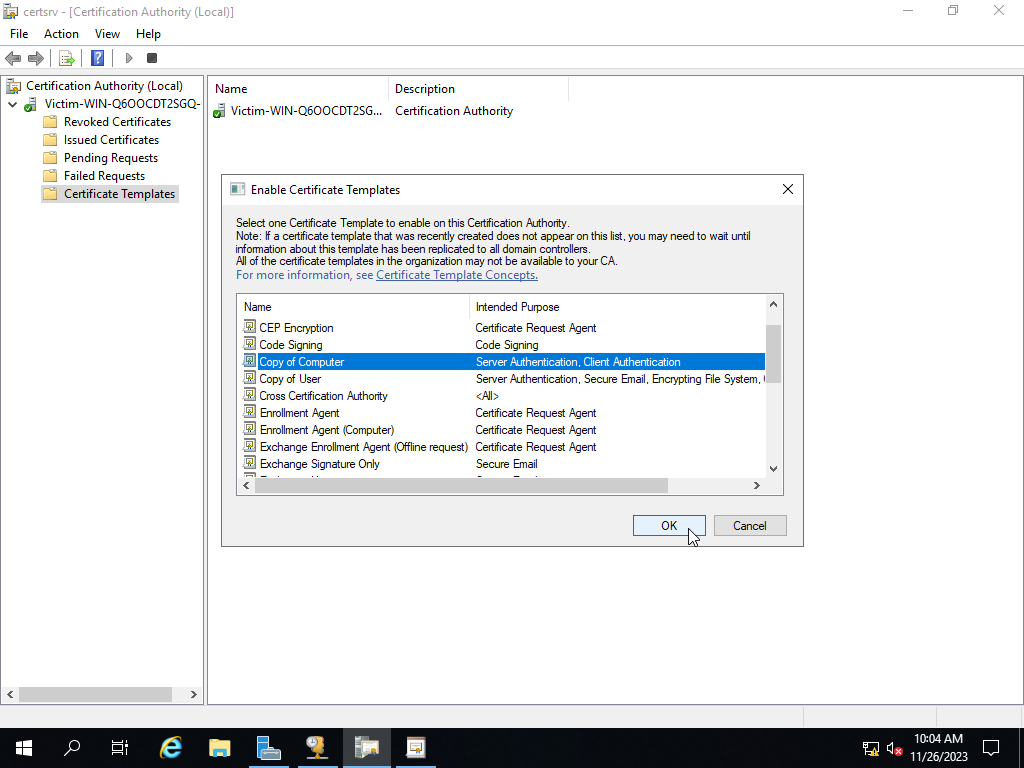 certsrv - [Certification Authority (Local)]
File Action View Help
Certification Authority (Local)
Victim-WIN-Q6OOCDT2SGQ-
Revoked Certificates
Issued Certificates
Pending Requests
Failed Requests
Certificate Templates
Name Description
Victim-WIN-Q6OOCDT2SG... Certification Authority
Enable Certificate Templates
Select one Certificate Template to enable on this Certification Authority.
Note: If a certificate template that was recently created does not appear on this list, you may need to wait until
information about this template has been replicated to all domain controllers.
All of the certificate templates in the organization may not be available to your CA.
For more information, see Certificate Template Concepts.
Name Intended Purpose
CEP Encryption Certificate Request Agent
Code Signing Code Signing
Copy of Computer Server Authentication, Client Authentication
Copy of User Server Authentication, Secure Email, Encrypting File System,
Cross Certification Authority <All>
Enrollment Agent Certificate Request Agent
Enrollment Agent (Computer) Certificate Request Agent
Exchange Enrollment Agent (Offline request) Certificate Request Agent
Exchange Signature Only Secure Email
OK Cancel
10:04 AM
11/26/2023